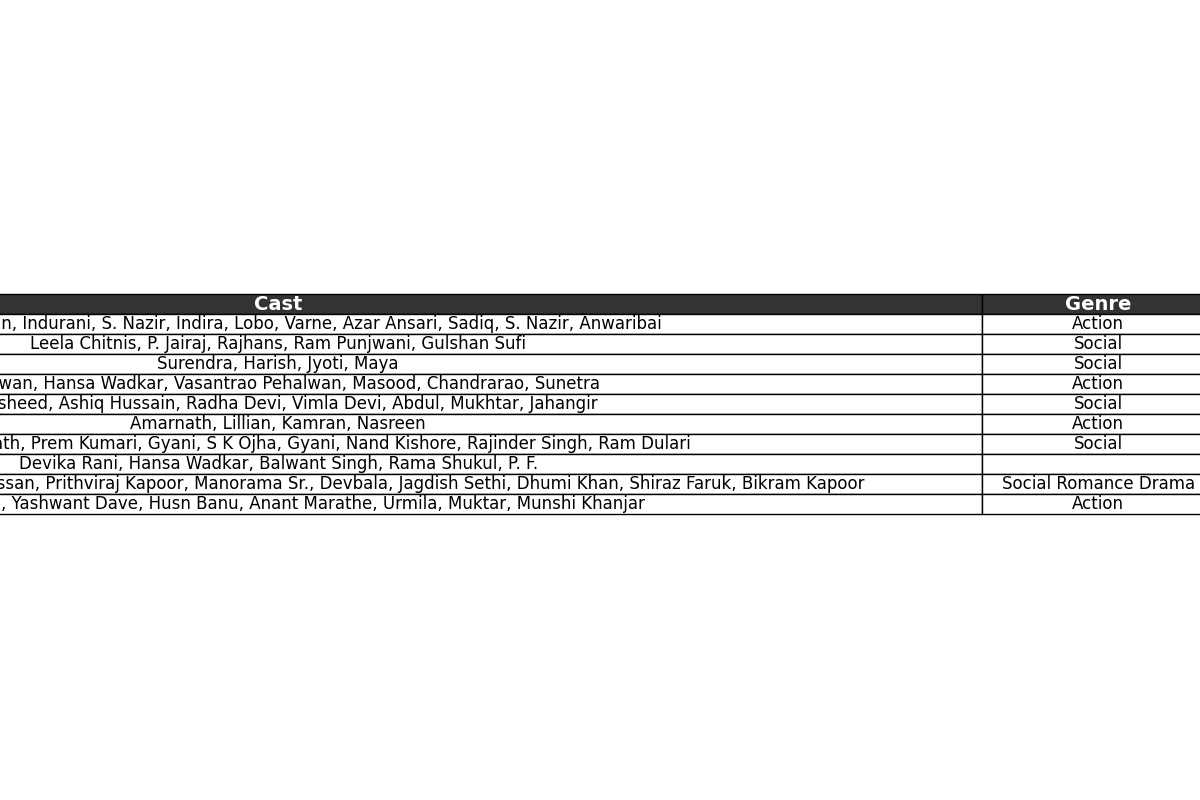 Cast Genre
Indurani, S. Nazir, Indira, Lobo, Varne, Azar Ansari, Sadiq, S. Nazir, Anwaribai Action
Leela Chitnis, P. Jairaj, Rajhans, Ram Punjwani, Gulshan Sufi Social
Surendra, Harish, Jyoti, Maya Social
Hansa Wadkar, Vasantrao Pehalwan, Masood, Chandrarao, Sunetra Action
Ashiq Hussain, Radha Devi, Vimla Devi, Abdul, Mukhtar, Jahangir Social
Amarnath, Lillian, Kamran, Nasreen Action
Prem Kumari, Gyani, S K Ojha, Gyani, Nand Kishore, Rajinder Singh, Ram Dulari Social
Devika Rani, Hansa Wadkar, Balwant Singh, Rama Shukul, P. F.
Prithviraj Kapoor, Manorama Sr., Devbala, Jagdish Sethi, Dhumi Khan, Shiraz Faruk, Bikram Kapoor Social Romance Drama
Yashwant Dave, Husn Banu, Anant Marathe, Urmila, Muktar, Munshi Khanjar Action